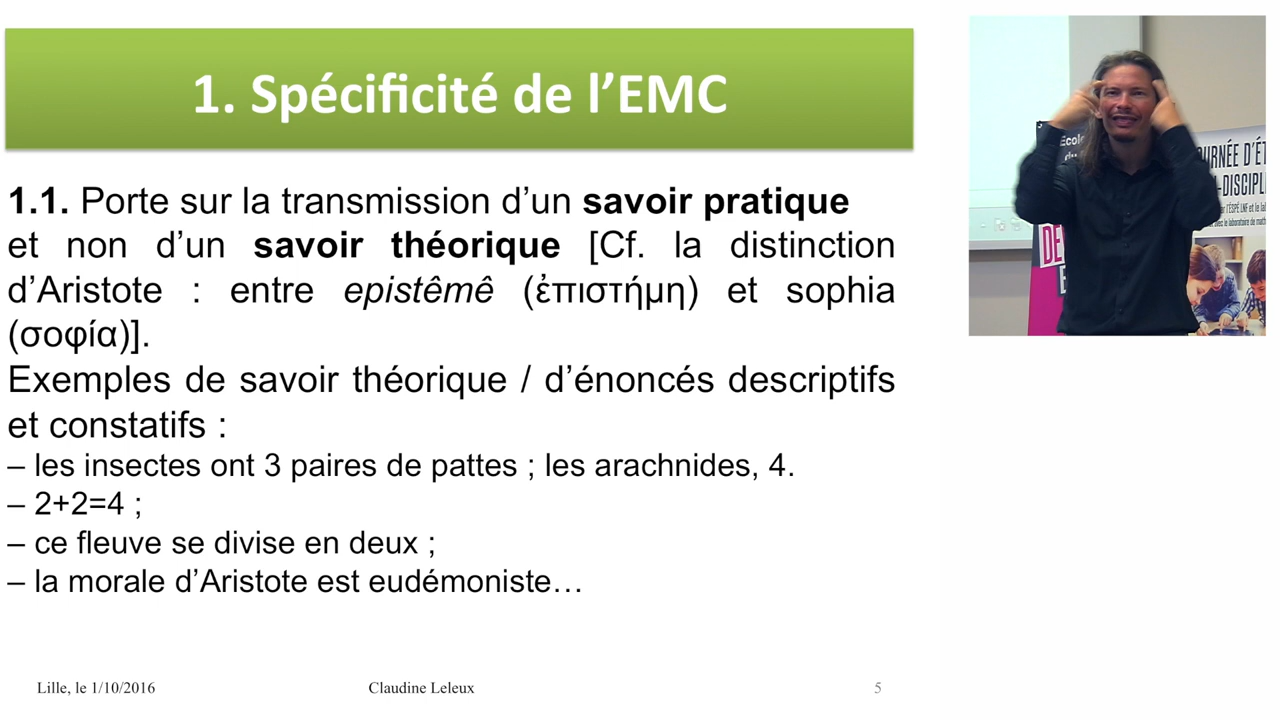 1. Spécificité de l’EMC
1.1. Porte sur la transmission d’un savoir pratique
et non d’un savoir théorique [Cf. la distinction
d’Aristote : entre epistêmê (ἐπιστήμη) et sophia
(σοφία)].
Exemples de savoir théorique / d’énoncés descriptifs
et constatifs :
– les insectes ont 3 paires de pattes ; les arachnides, 4.
– 2+2=4 ;
– ce fleuve se divise en deux ;
– la morale d’Aristote est eudémoniste…
Lille, le 1/10/2016
Claudine Leleux
5